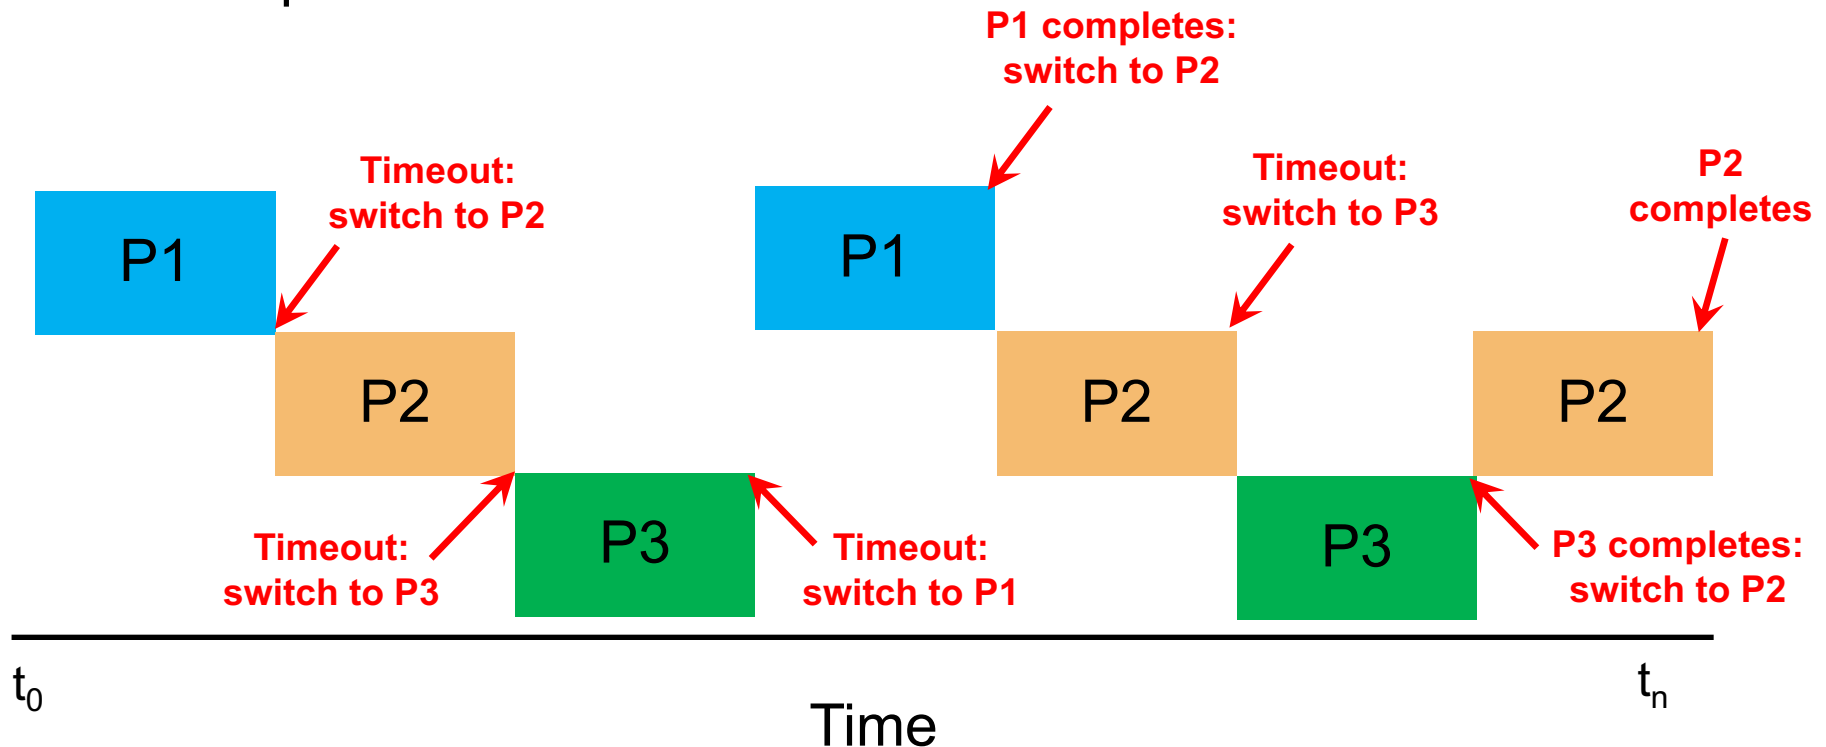 P1 completes:
switch to P2
Timeout:
switch to P2
Timeout:
switch to P3
P2
completes
P1
P1
P2
P2
P2
P3
P3
Timeout:
switch to P3
Timeout:
switch to P1
P3 completes:
switch to P2
t0
tn
Time